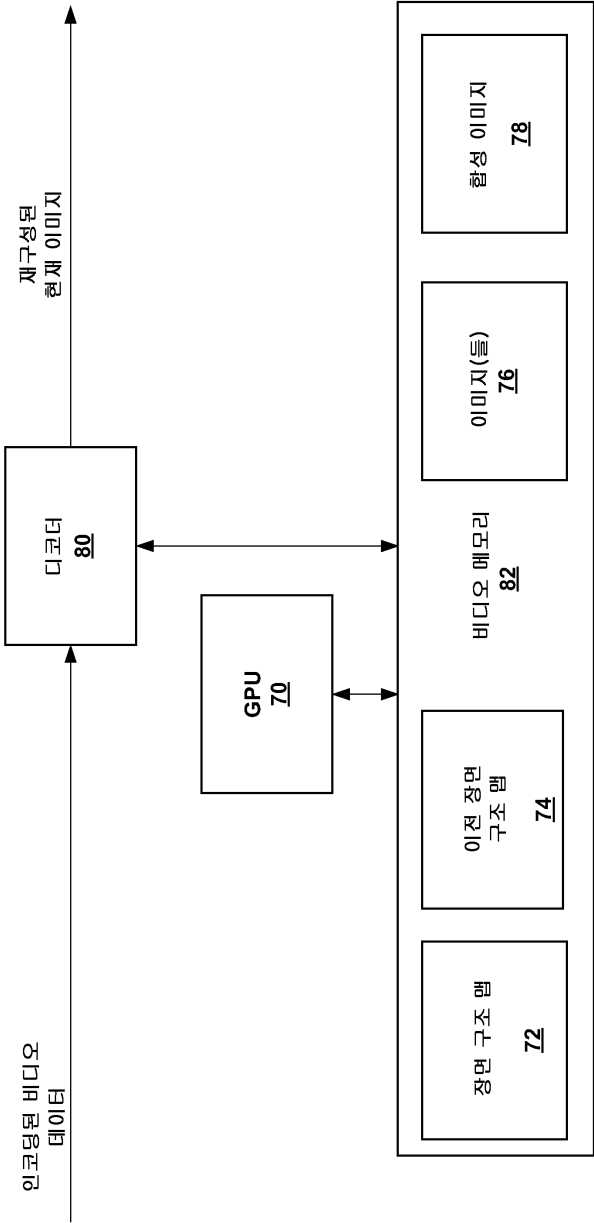 인코딩된 비디오
데이터
디코더
80
재구성된
현재 이미지
GPU
70
장면 구조 맵
72
이전 장면
구조 맵
74
비디오 메모리
82
이미지(들)
76
합성 이미지
78